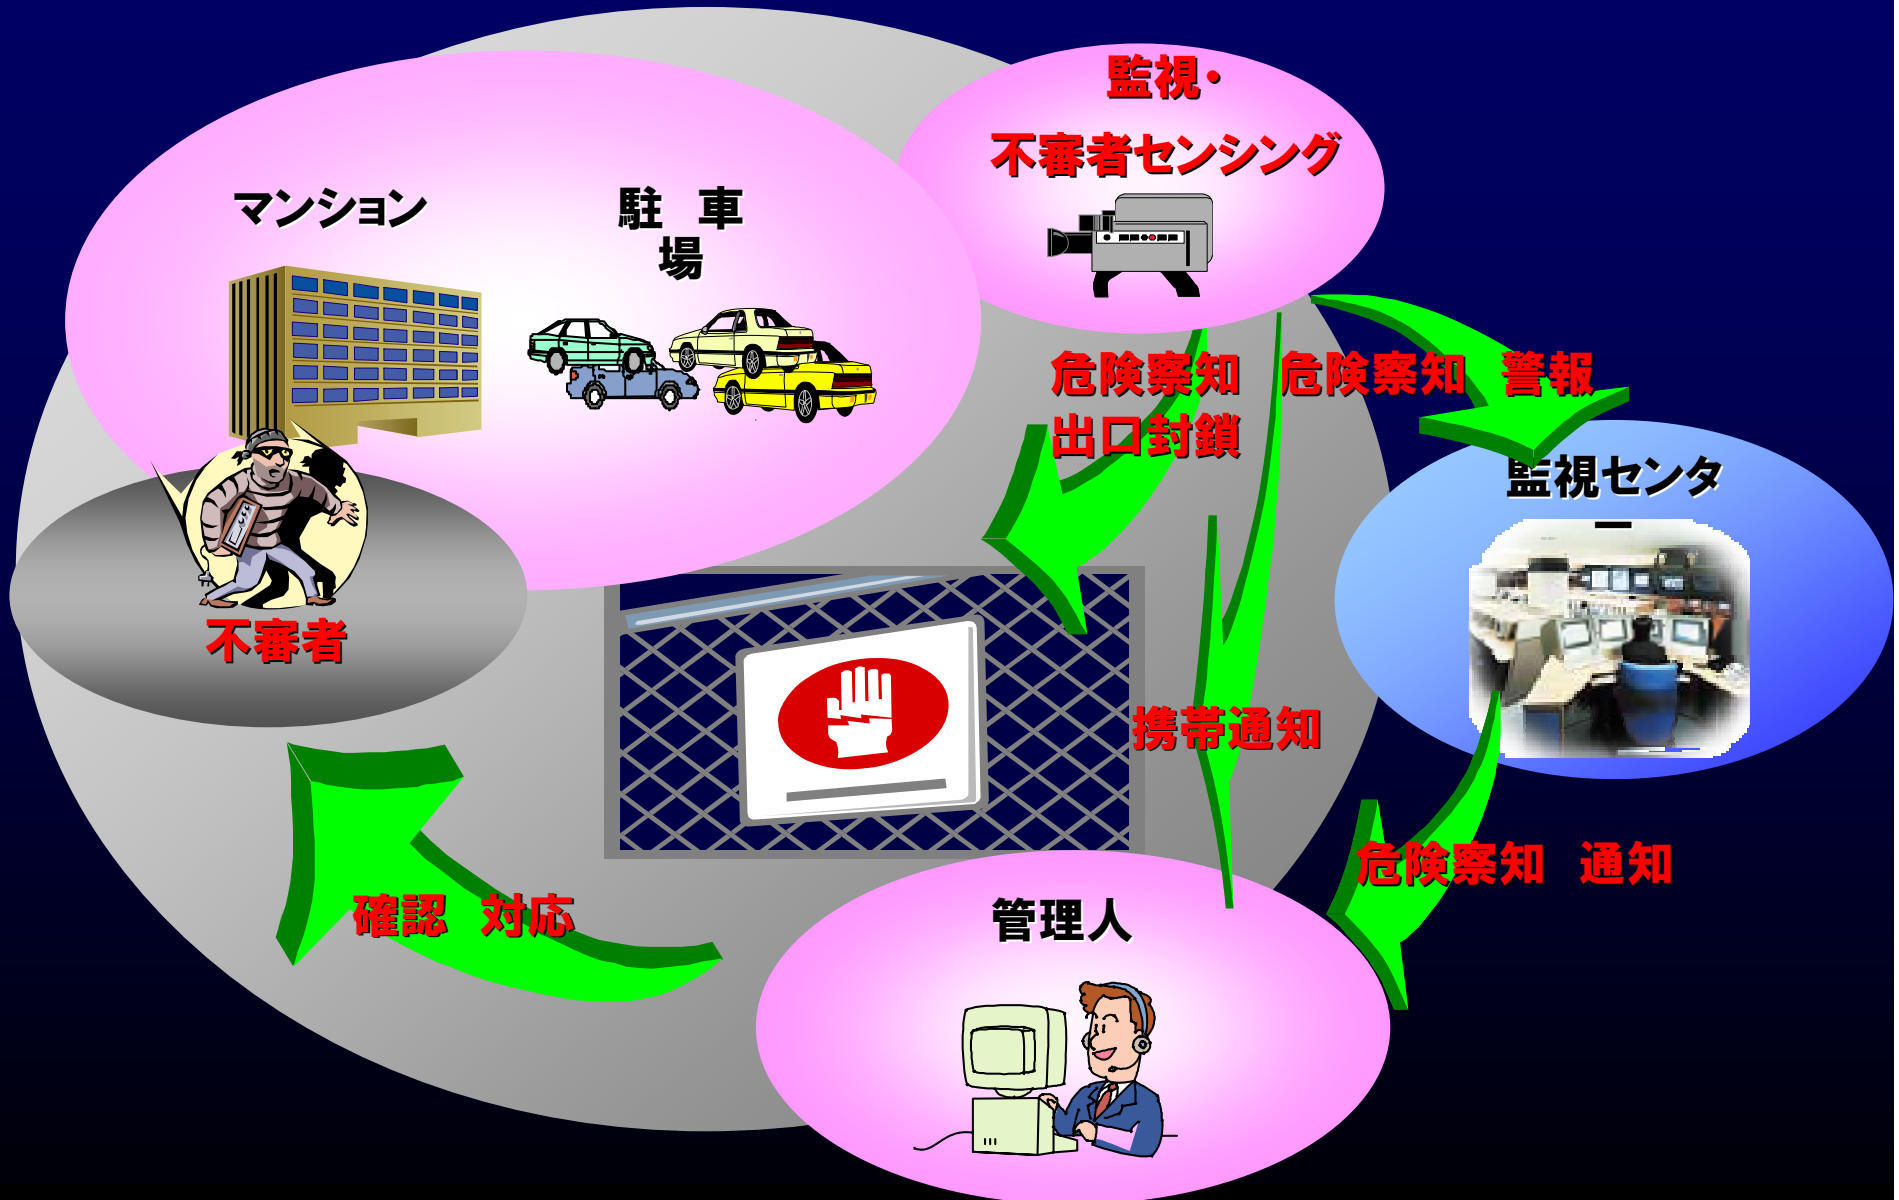 監視・
不審者センシング
マンション
駐 車
場
危険察知
出口封鎖
危険察知 警報
監視センタ
ー
不審者
携帯通知
危険察知 通知
確認 対応
管理人